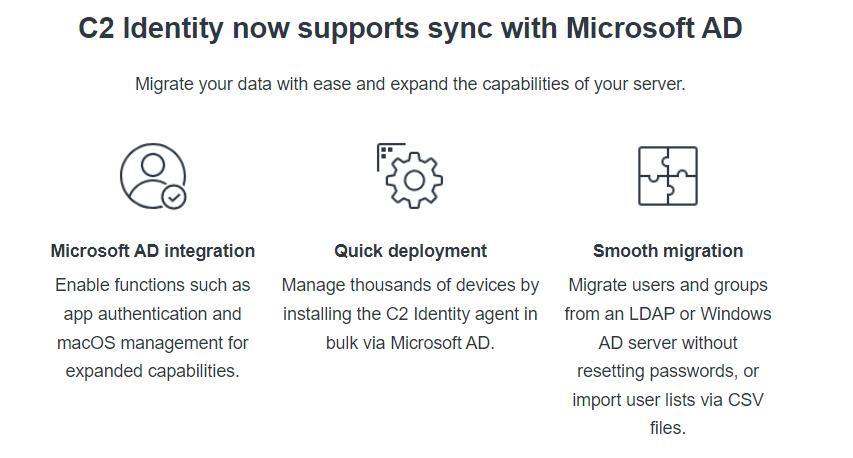 C2 Identity now supports sync with Microsoft AD
Migrate your data with ease and expand the capabilities of your server.
Microsoft AD integration
Enable functions such as
app authentication and
macOS management for
expanded capabilities.
Quick deployment
Manage thousands of devices by
installing the C2 Identity agent in
bulk via Microsoft AD.
Smooth migration
Migrate users and groups
from an LDAP or Windows
AD server without
resetting passwords, or
import user lists via CSV
files.